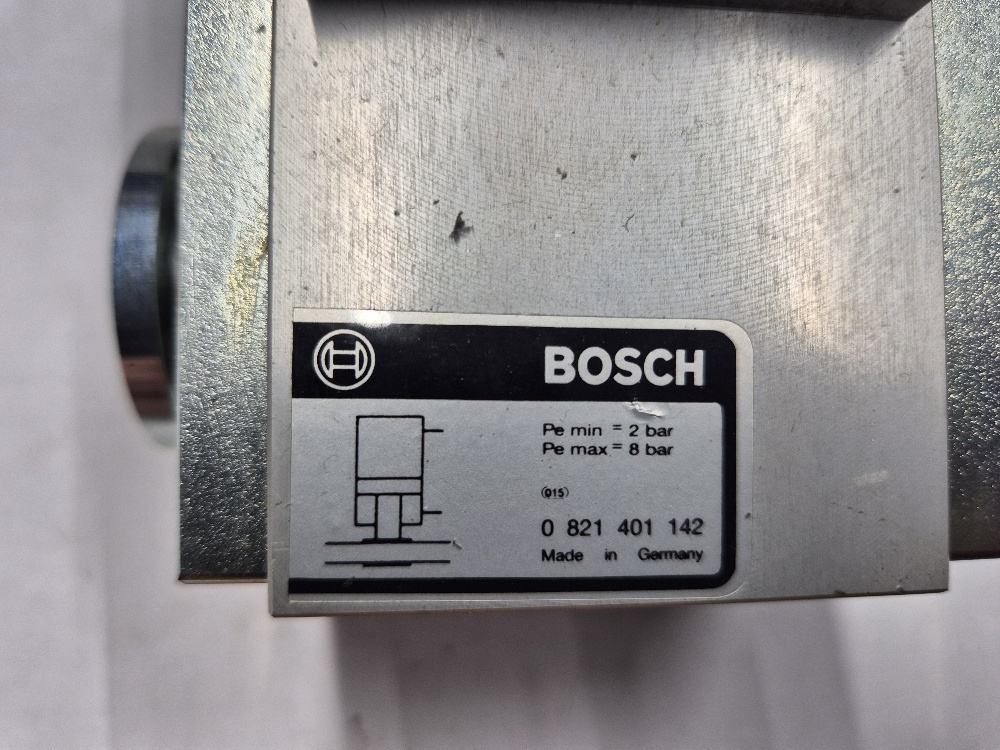 BOSCH
Pe min = 2 bar
Pe max = 8 bar
(015)
0 821 401 142
Made in Germany